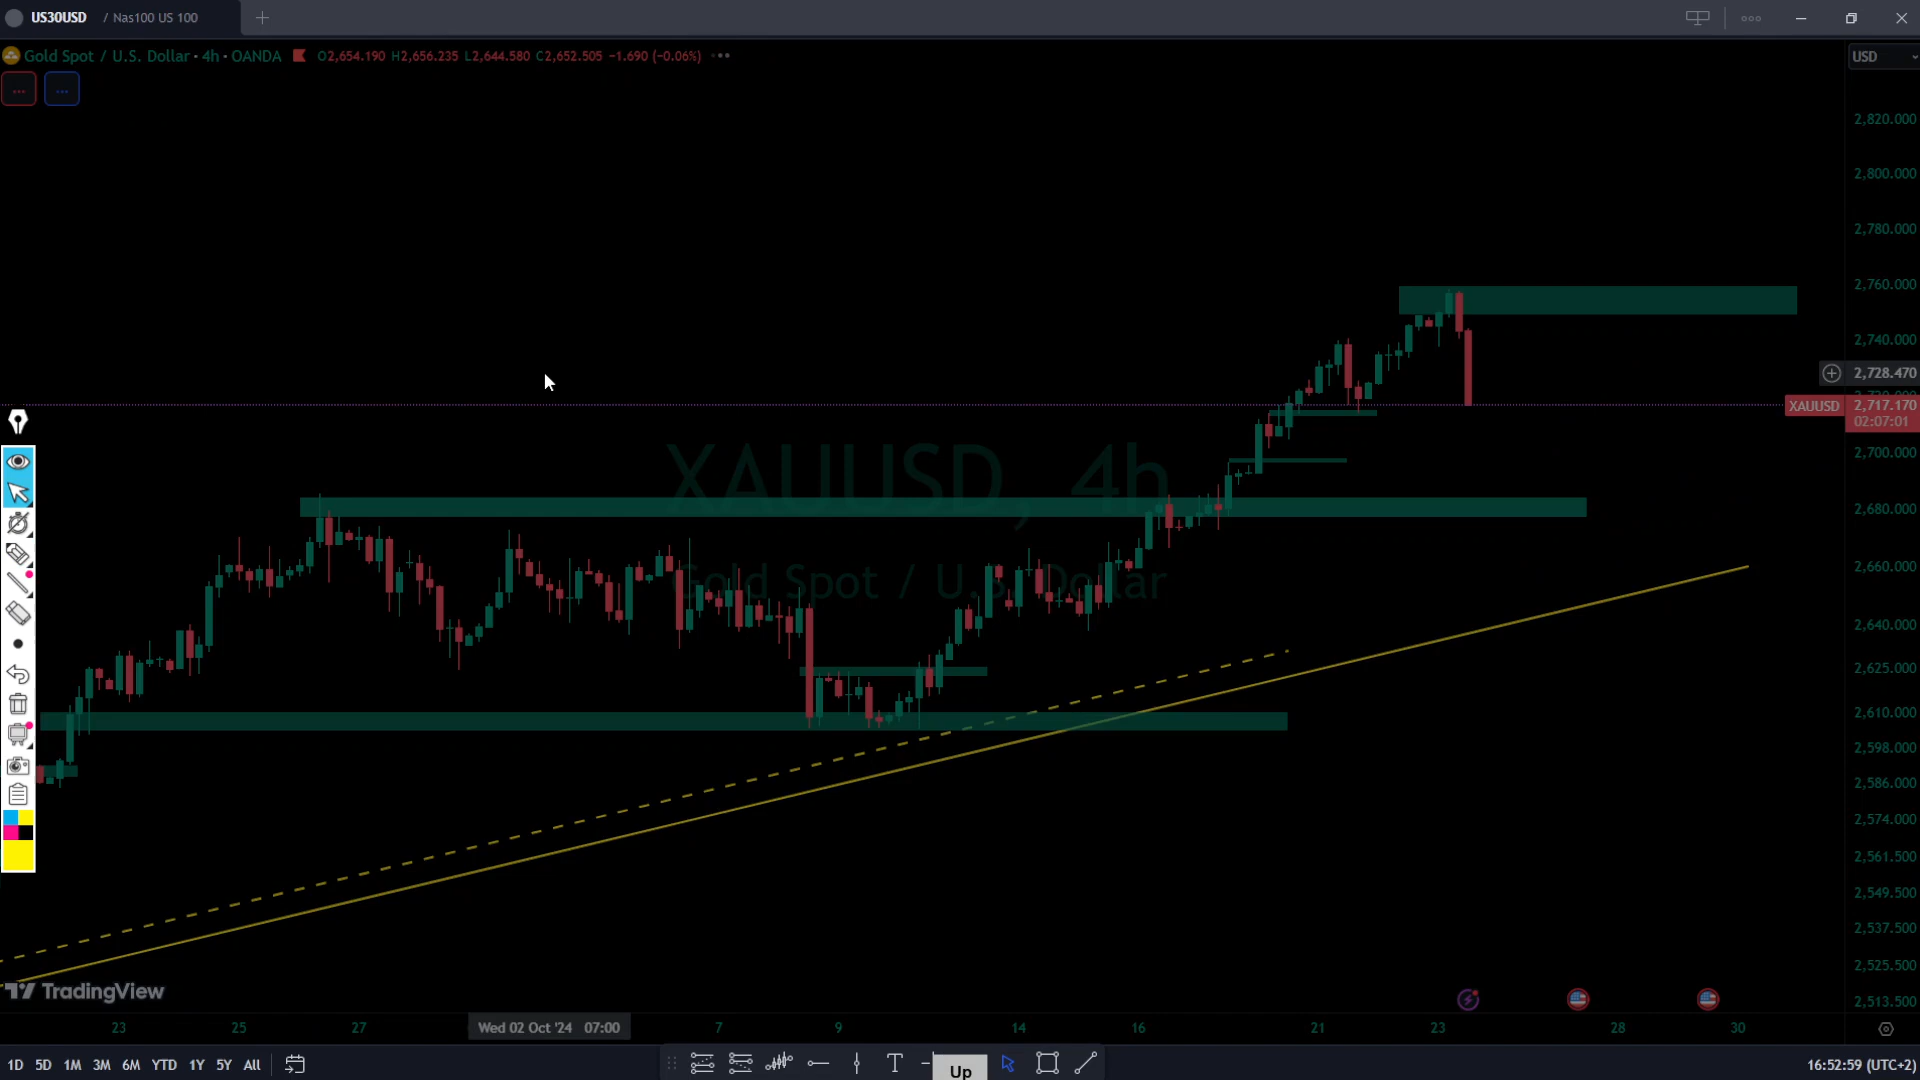 US30USD / Nas100 US 100
Gold Spot / U.S. Dollar · 4h · OANDA O2,654.190 H2,656.235 L2,644.580 C2,652.505 −1.690 (−0.06%)
USD
2,820.000
2,800.000
2,780.000
2,760.000
2,740.000
2,728.470
XAUUSD 2,717.170
02:07:01
2,700.000
XAUUSD, 4h
2,680.000
2,660.000
Gold Spot / U.S. Dollar
2,640.000
2,625.000
2,610.000
2,598.000
2,586.000
2,574.000
2,561.500
2,549.500
2,537.500
2,525.500
2,513.500
TradingView
23 25 27 Wed 02 Oct '24 07:00 7 9 14 16 21 23 28 30
1D 5D 1M 3M 6M YTD 1Y 5Y All
Up
16:52:59 (UTC+2)